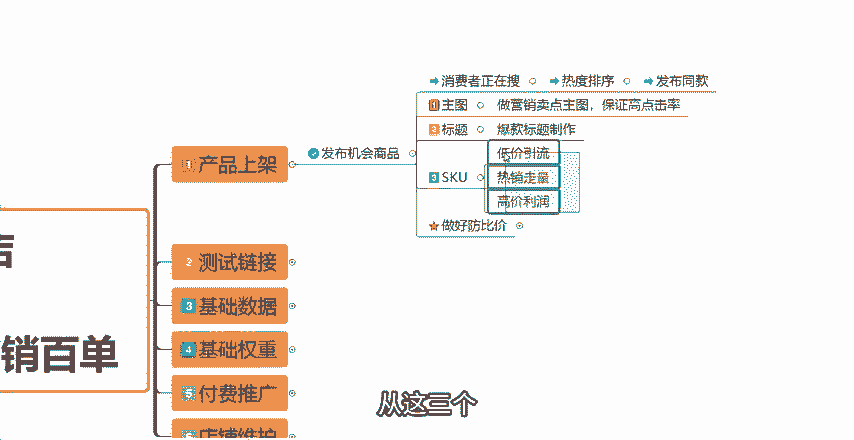 消费者正在搜 热度排序 发布同款
1 主图 做营销卖点主图，保证高点击率
2 标题 爆款标题制作
发布机会商品
低价引流
3 SKU 热销走量
高价利润
做好防比价
1 产品上架
2 测试链接
3 基础数据
4 基础权重
5 付费推广
店铺维护
销百单
从这三个